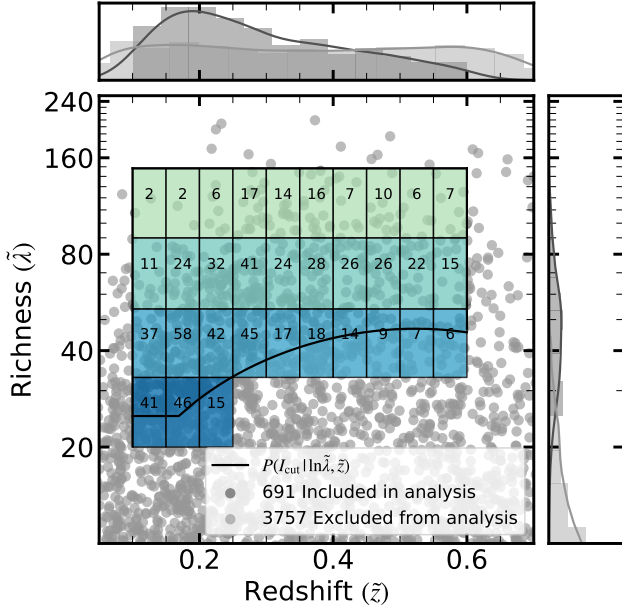 240
160
80
40
20
Richness (λ̃)
2 2 6 17 14 16 7 10 6 7
11 24 32 41 24 28 26 26 22 15
37 58 42 45 17 18 14 9 7 6
41 46 15
P(I_cut | ln λ̃, z̃)
691 Included in analysis
3757 Excluded from analysis
0.2 0.4 0.6
Redshift (z̃)